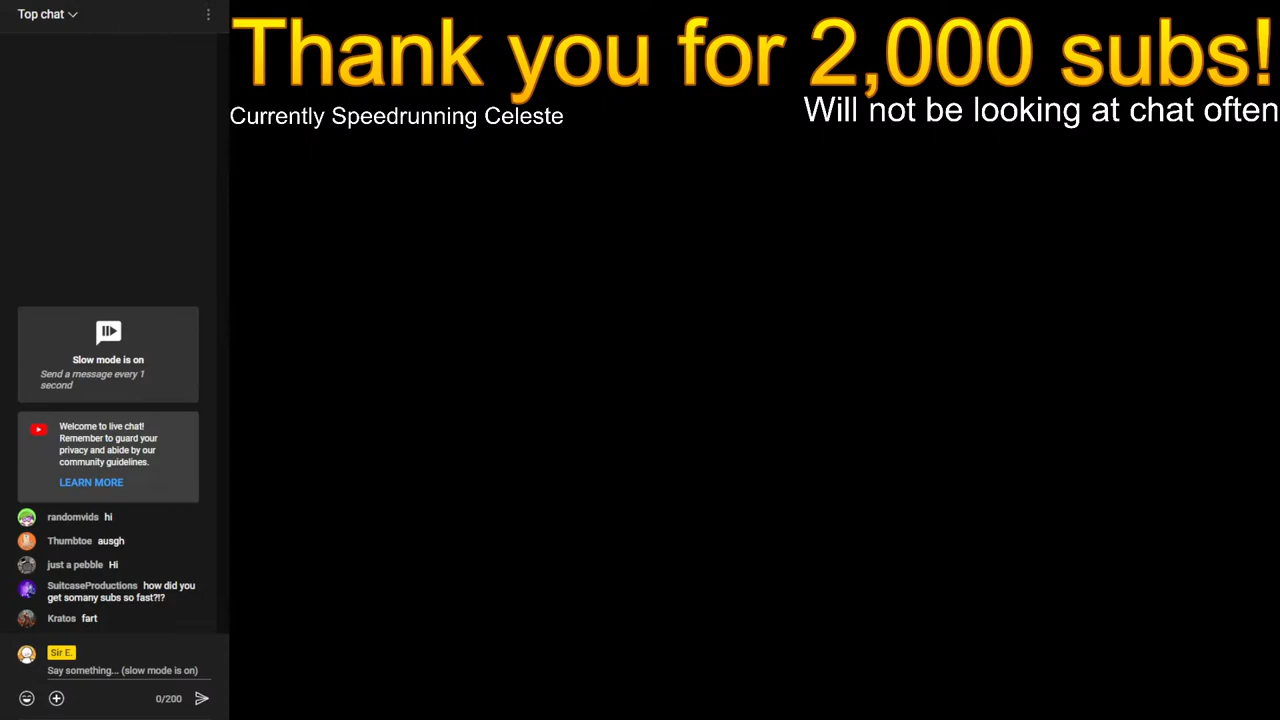 Top chat
Thank you for 2,000 subs!
Currently Speedrunning Celeste
Will not be looking at chat often
Slow mode is on
Send a message every 1
second
Welcome to live chat!
Remember to guard your
privacy and abide by our
community guidelines.
LEARN MORE
randomvids hi
Thumbtoe ausgh
just a pebble Hi
SuitcaseProductions how did you
get somany subs so fast?!?
Kratos fart
Sir E.
Say something... (slow mode is on)
0/200